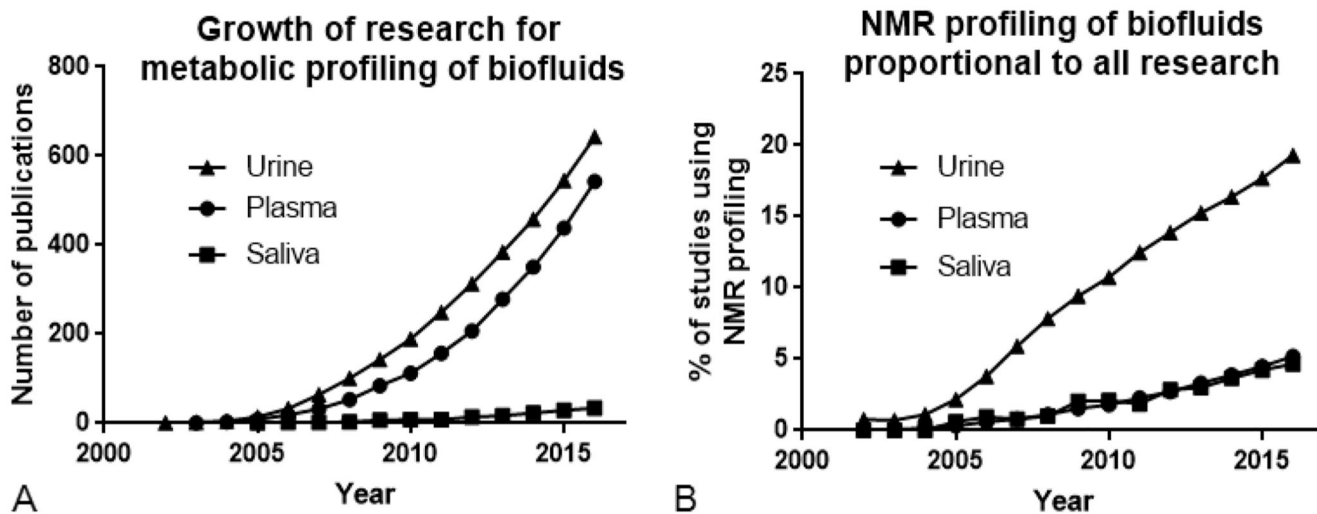 Growth of research for
metabolic profiling of biofluids
Number of publications
800
600
400
200
0
Urine
Plasma
Saliva
2000
2005
2010
2015
Year
A
NMR profiling of biofluids
proportional to all research
% of studies using
NMR profiling
25
20
15
10
5
0
Urine
Plasma
Saliva
2000
2005
2010
2015
Year
B